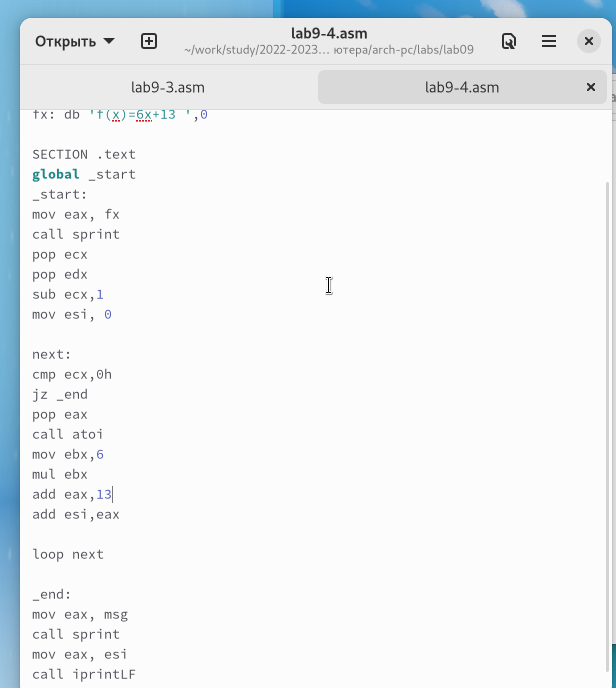 Открыть
lab9-4.asm
~/work/study/2022-2023… ютера/arch-pc/labs/lab09
lab9-3.asm
lab9-4.asm
fx: db 'f(x)=6x+13 ',0
SECTION .text
global _start
_start:
mov eax, fx
call sprint
pop ecx
pop edx
sub ecx,1
mov esi, 0
next:
cmp ecx,0h
jz _end
pop eax
call atoi
mov ebx,6
mul ebx
add eax,13
add esi,eax
loop next
_end:
mov eax, msg
call sprint
mov eax, esi
call iprintLF